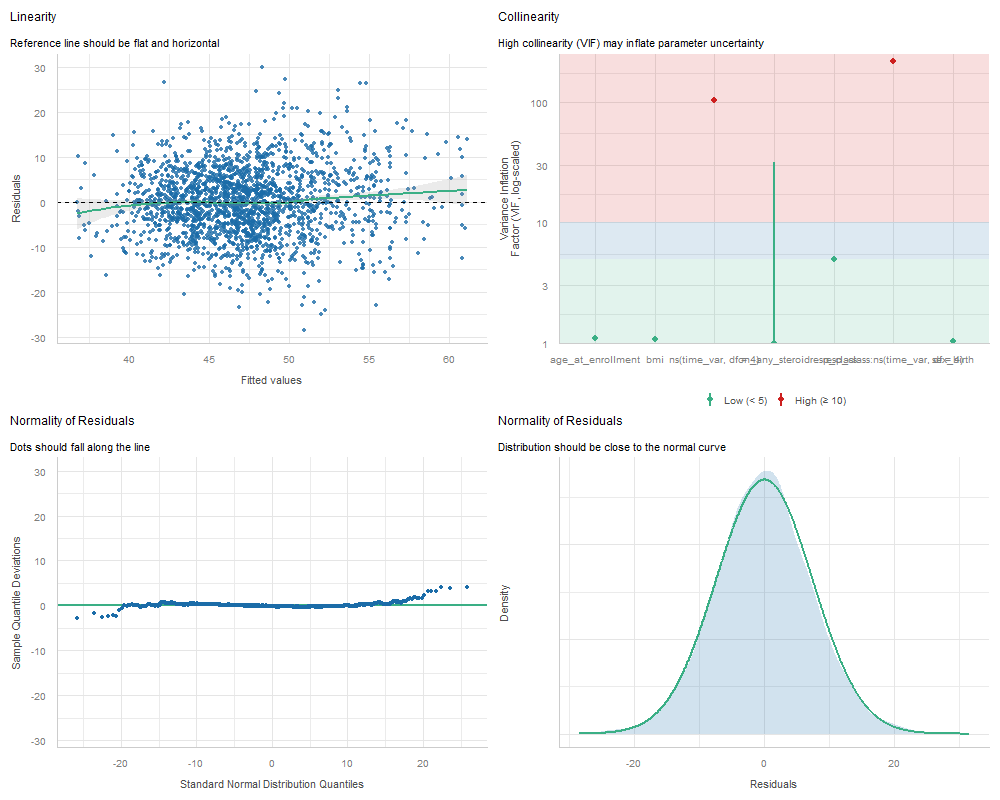 Linearity
Reference line should be flat and horizontal
30
20
10
0
-10
-20
-30
Residuals
40
45
50
55
60
Fitted values
Collinearity
High collinearity (VIF) may inflate parameter uncertainty
100
30
10
3
1
Variance Inflation
Factor (VIF, log-scaled)
age_at_enrollment bmi ns(time_var,
Low (< 5) High (≥ 10)
Normality of Residuals
Dots should fall along the line
30
20
10
0
-10
-20
-30
Sample Quantile Deviations
-20
-10
0
10
20
Standard Normal Distribution Quantiles
Normality of Residuals
Distribution should be close to the normal curve
Density
-20
0
20
Residuals